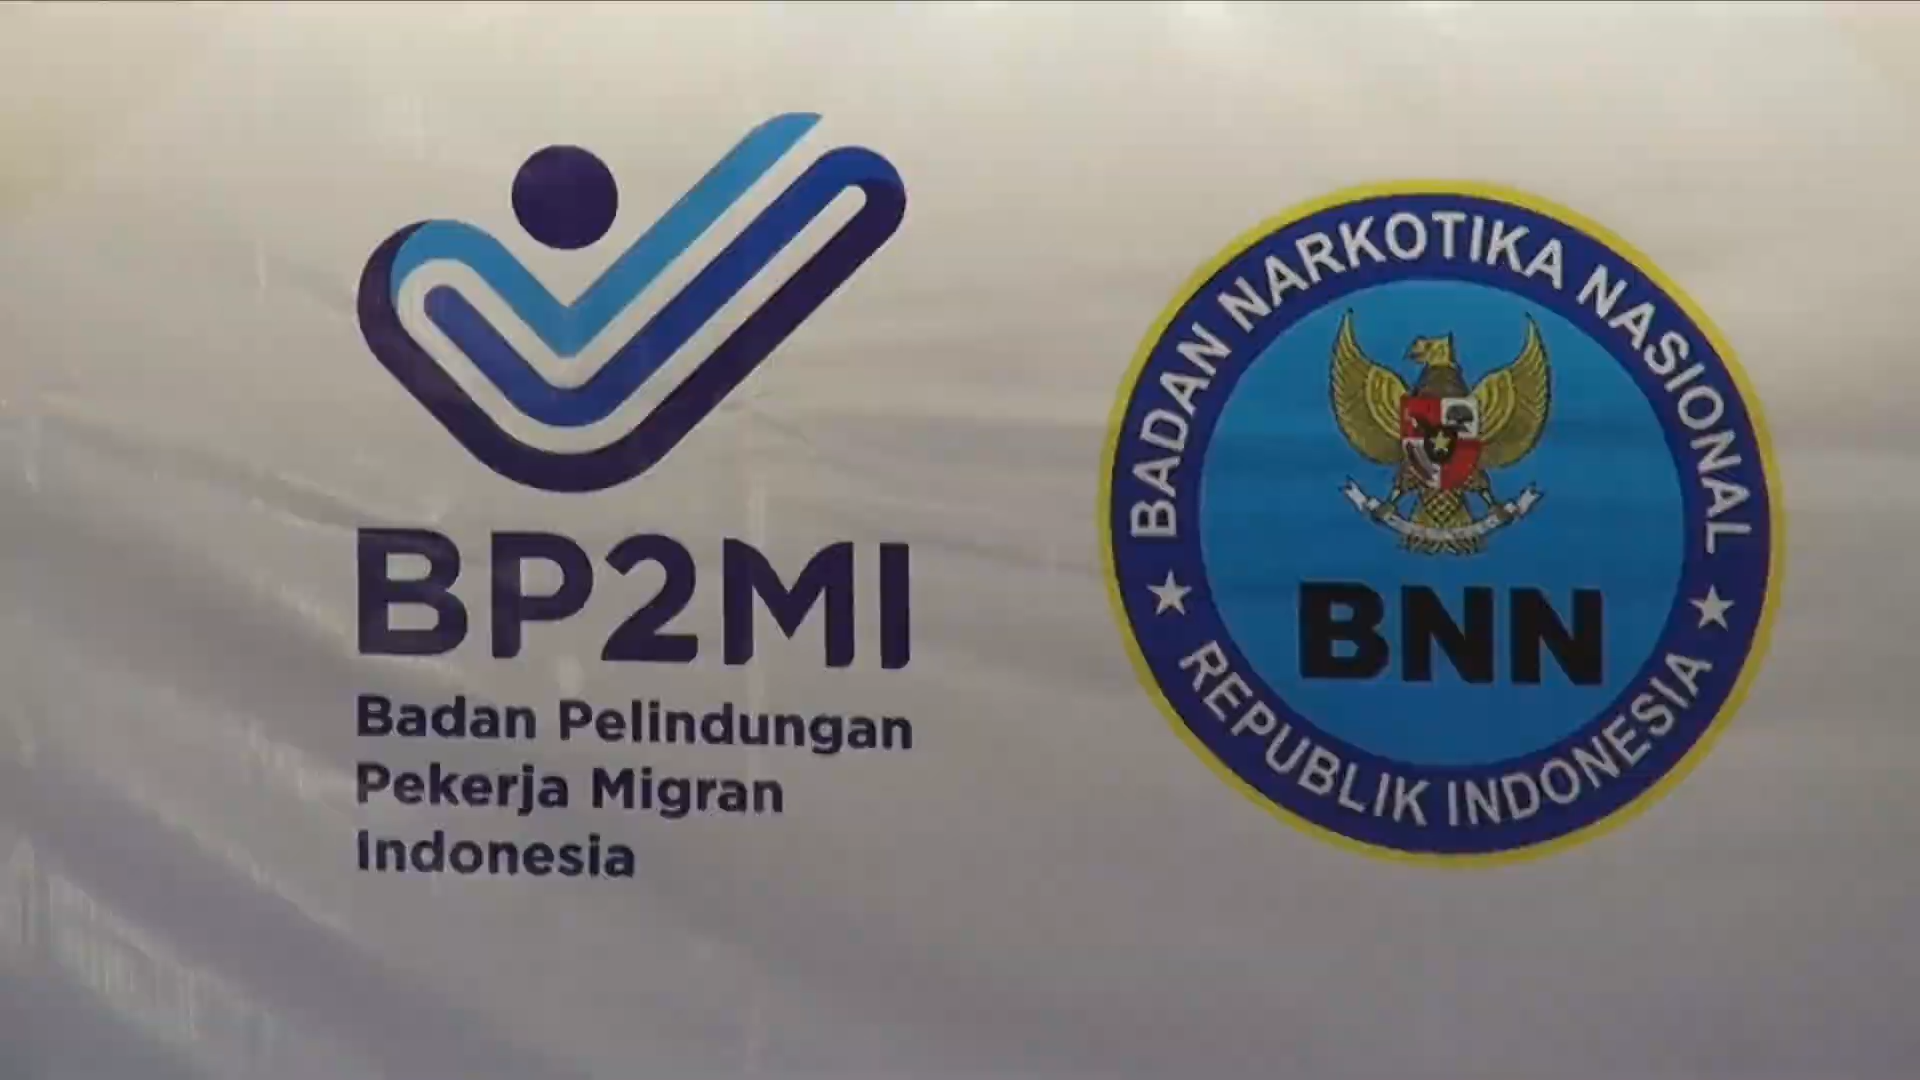 BP2MI
Badan Pelindungan
Pekerja Migran
Indonesia
BADAN NARKOTIKA NASIONAL
BNN
REPUBLIK INDONESIA